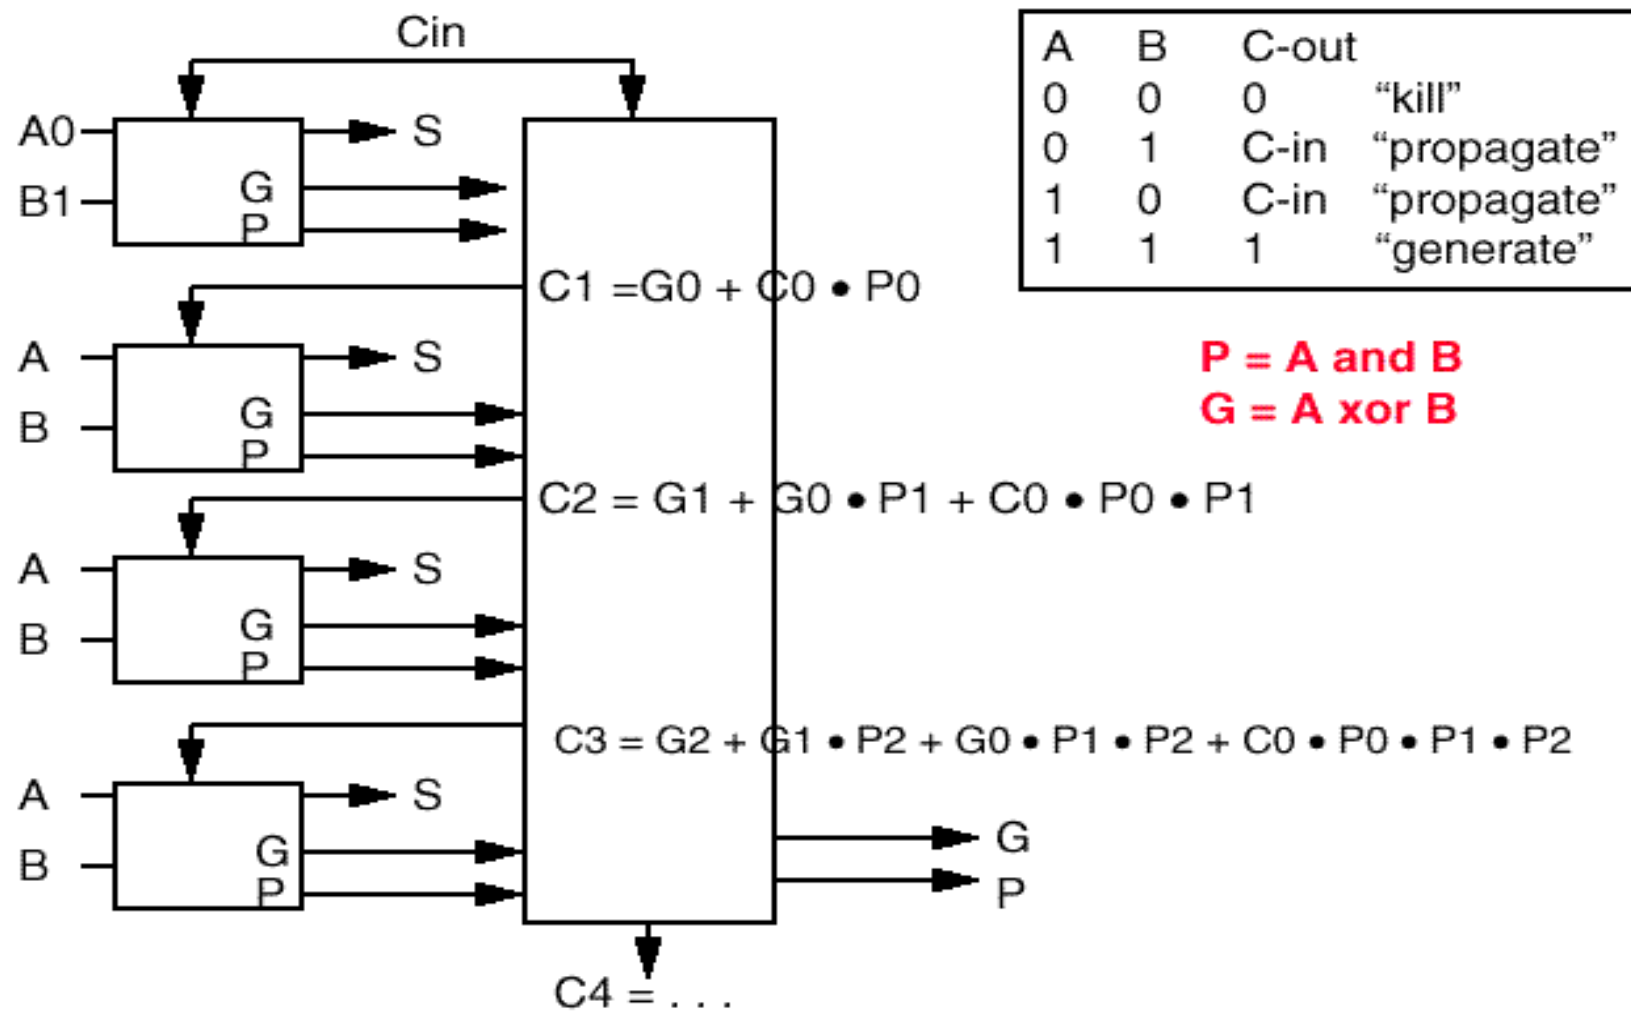 Cin
A B C-out
0 0 0 “kill”
0 1 C-in “propagate”
1 0 C-in “propagate”
1 1 1 “generate”
A0 S
B1 G
P
C1 =G0 + C0 • P0
P = A and B
G = A xor B
A S
B G
P
C2 = G1 + G0 • P1 + C0 • P0 • P1
A S
B G
P
C3 = G2 + G1 • P2 + G0 • P1 • P2 + C0 • P0 • P1 • P2
A S
B G G
P P
C4 = . . .